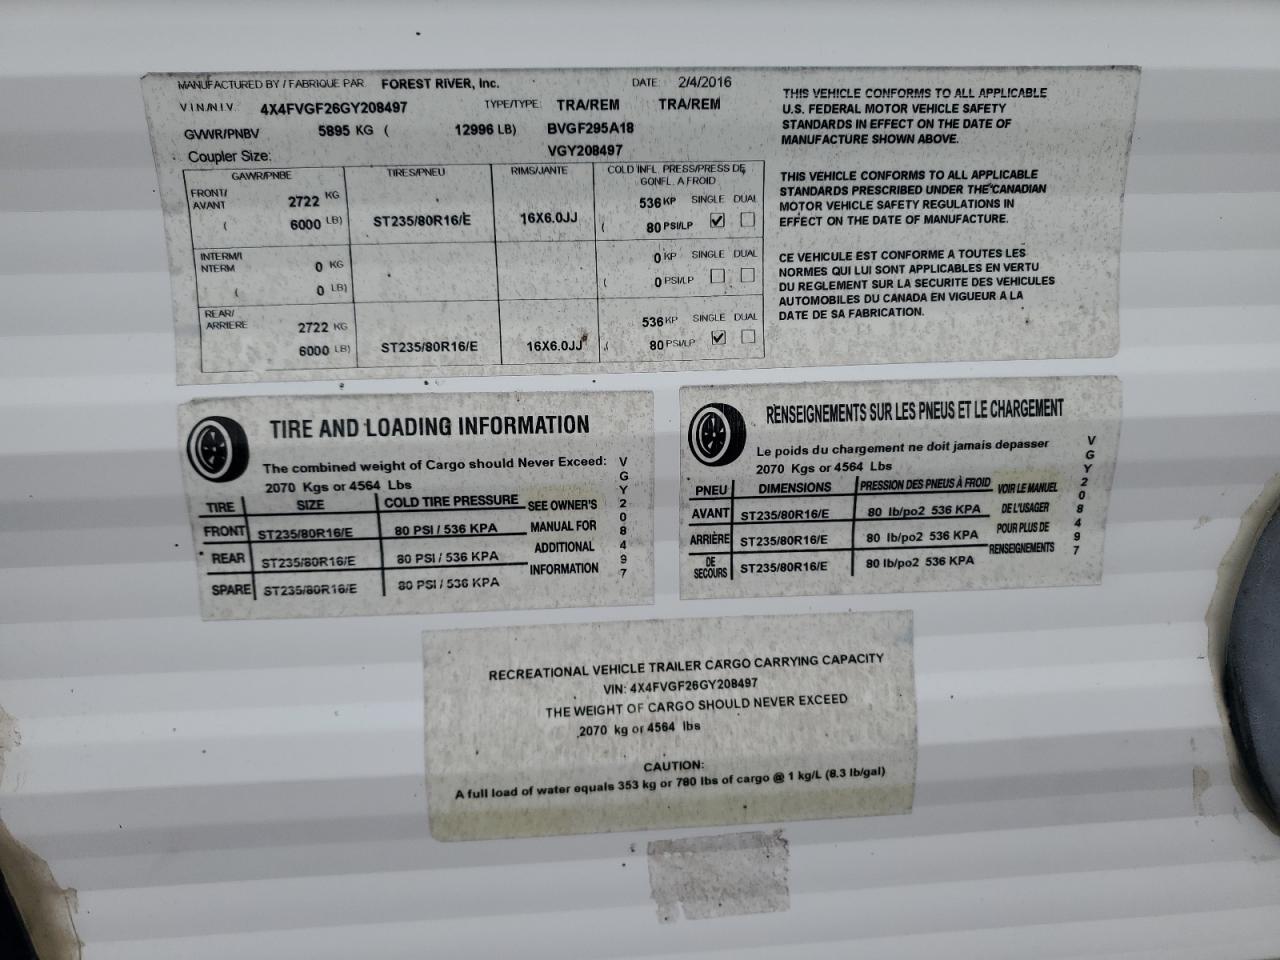 MANUFACTURED BY / FABRIQUE PAR FOREST RIVER, Inc. DATE: 2/4/2016
V.I.N./N.I.V. 4X4FVGF26GY208497 TYPE/TYPE: TRA/REM TRA/REM
GVWR/PNBV 5895 KG ( 12996 LB) BVGF295A18
Coupler Size: VGY208497
GAWR/PNBE TIRES/PNEU RIMS/JANTE COLD INFL. PRESS/PRESS DE
GONFL. A FROID
FRONT/ 2722 KG 536 KP SINGLE DUAL
AVANT
( 6000 LB) ST235/80R16/E 16X6.0JJ ( 80 PSI/LP
INTERM/I 0 KG 0 KP SINGLE DUAL
NTERM
( 0 LB) ( 0 PSI/LP
REAR/ 2722 KG 536 KP SINGLE DUAL
ARRIERE
6000 LB) ST235/80R16/E 16X6.0JJ ( 80 PSI/LP
THIS VEHICLE CONFORMS TO ALL APPLICABLE
U.S. FEDERAL MOTOR VEHICLE SAFETY
STANDARDS IN EFFECT ON THE DATE OF
MANUFACTURE SHOWN ABOVE.
THIS VEHICLE CONFORMS TO ALL APPLICABLE
STANDARDS PRESCRIBED UNDER THE CANADIAN
MOTOR VEHICLE SAFETY REGULATIONS IN
EFFECT ON THE DATE OF MANUFACTURE.
CE VEHICULE EST CONFORME A TOUTES LES
NORMES QUI LUI SONT APPLICABLES EN VERTU
DU REGLEMENT SUR LA SECURITE DES VEHICULES
AUTOMOBILES DU CANADA EN VIGUEUR A LA
DATE DE SA FABRICATION.
TIRE AND LOADING INFORMATION
The combined weight of Cargo should Never Exceed:
2070 Kgs or 4564 Lbs
TIRE SIZE COLD TIRE PRESSURE SEE OWNER'S
FRONT ST235/80R16/E 80 PSI / 536 KPA MANUAL FOR
REAR ST235/80R16/E 80 PSI / 536 KPA ADDITIONAL
SPARE ST235/80R16/E 80 PSI / 536 KPA INFORMATION
VGY208497
RENSEIGNEMENTS SUR LES PNEUS ET LE CHARGEMENT
Le poids du chargement ne doit jamais depasser
2070 Kgs or 4564 Lbs
PNEU DIMENSIONS PRESSION DES PNEUS À FROID VOIR LE MANUEL
AVANT ST235/80R16/E 80 lb/po2 536 KPA DE L'USAGER
ARRIÈRE ST235/80R16/E 80 lb/po2 536 KPA POUR PLUS DE
DE ST235/80R16/E 80 lb/po2 536 KPA RENSEIGNEMENTS
SECOURS
VGY208497
RECREATIONAL VEHICLE TRAILER CARGO CARRYING CAPACITY
VIN: 4X4FVGF26GY208497
THE WEIGHT OF CARGO SHOULD NEVER EXCEED
2070 kg or 4564 lbs
CAUTION:
A full load of water equals 353 kg or 780 lbs of cargo @ 1 kg/L (8.3 lb/gal)